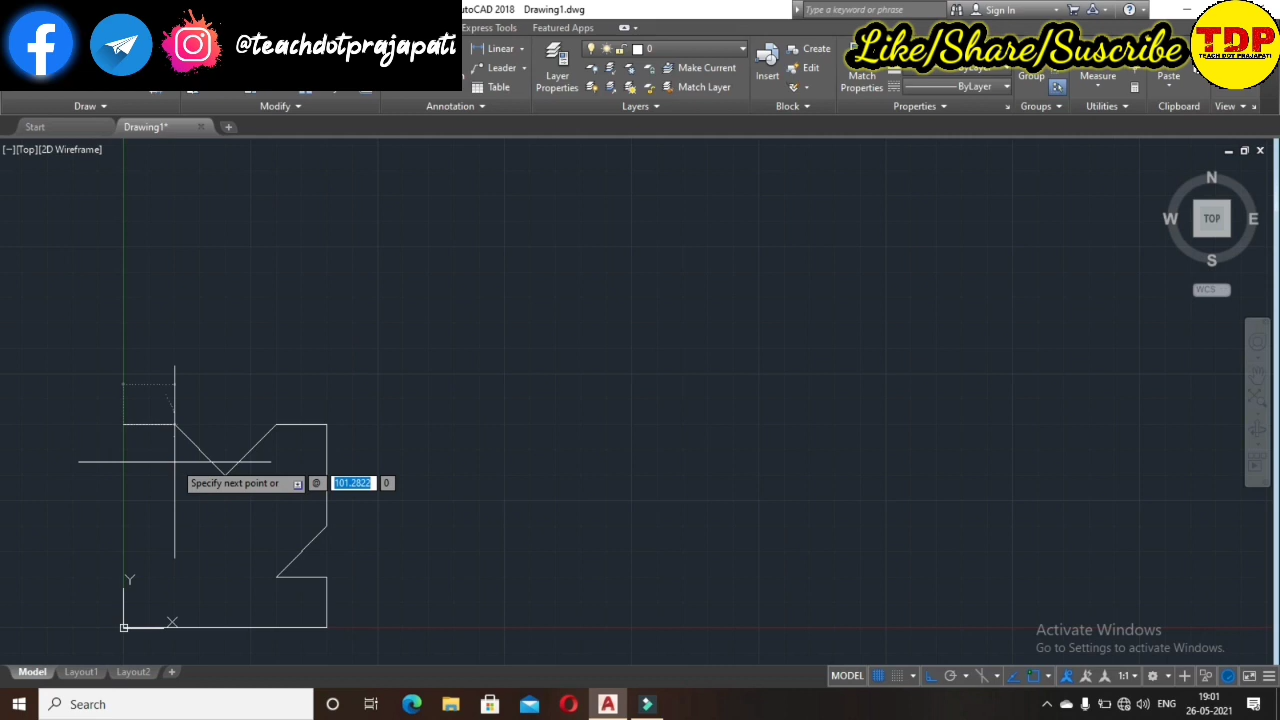 @teachdotprajapati
utoCAD 2018 Drawing1.dwg
Type a keyword or phrase
Sign In
Like/Share/Suscribe
TDP
TEACH DOT PRAJAPATI
Express Tools Featured Apps
Linear
Leader
Table
Layer
Properties
0
Make Current
Match Layer
Insert
Create
Edit
Match
Properties
ByLayer
Group
Measure
Paste
Draw Modify Annotation Layers Block Properties Groups Utilities Clipboard View
Start Drawing1*
[−][Top][2D Wireframe]
N
W TOP E
S
WCS
Specify next point or @ 101.2822 0
Y
X
Activate Windows
Go to Settings to activate Windows.
Model Layout1 Layout2
MODEL 1:1
Search
ENG
19:01
26-05-2021